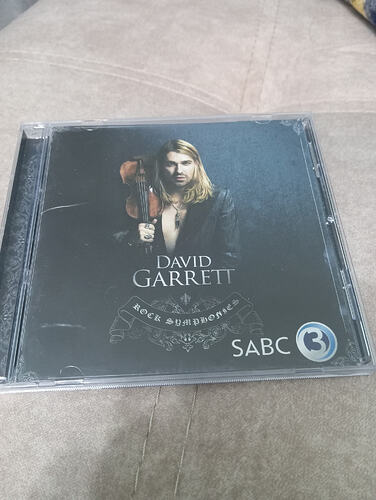 DAVID
GARRETT
ROCK SYMPHONIES
SABC 3